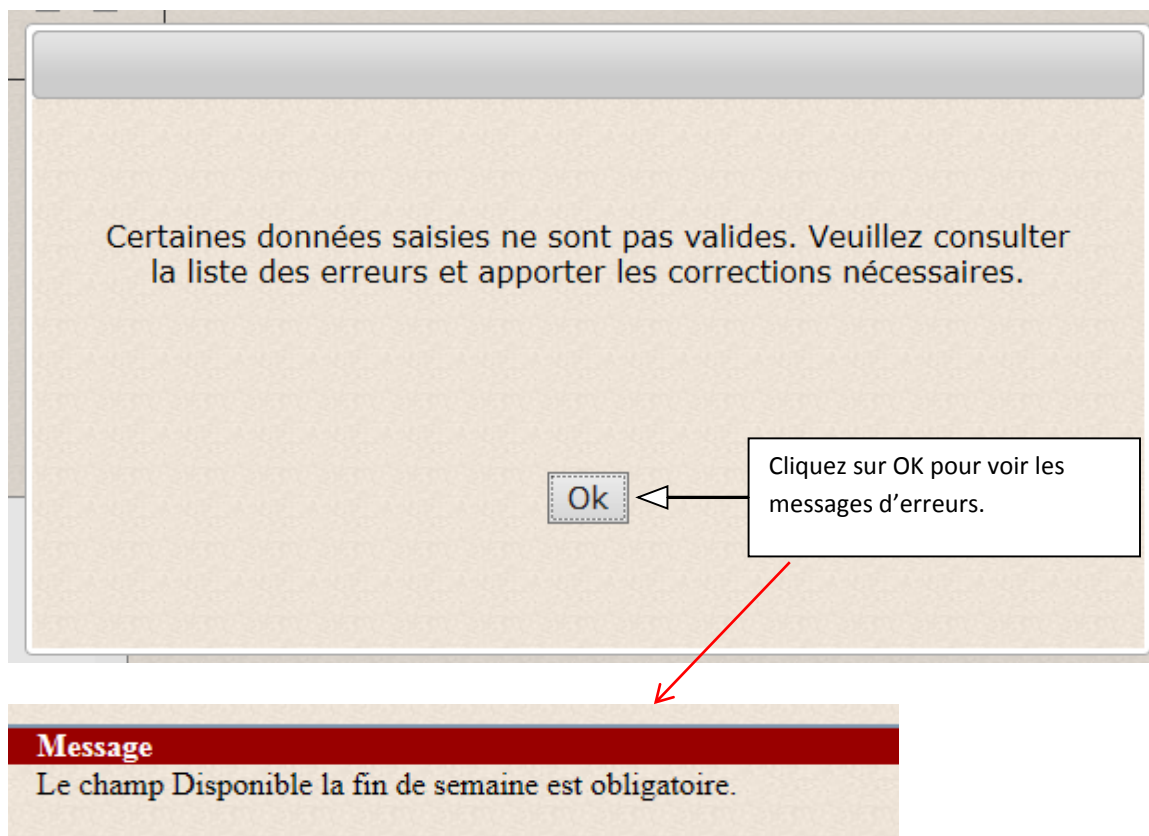 Certaines données saisies ne sont pas valides. Veuillez consulter
la liste des erreurs et apporter les corrections nécessaires.
Ok
Cliquez sur OK pour voir les
messages d’erreurs.
Message
Le champ Disponible la fin de semaine est obligatoire.